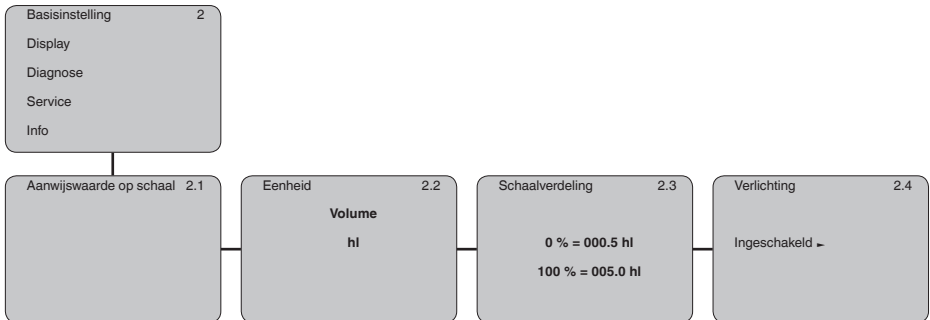 Basisinstelling 2
Display
Diagnose
Service
Info
Aanwijswaarde op schaal 2.1
Eenheid 2.2
Volume
hl
Schaalverdeling 2.3
0 % = 000.5 hl
100 % = 005.0 hl
Verlichting 2.4
Ingeschakeld ►